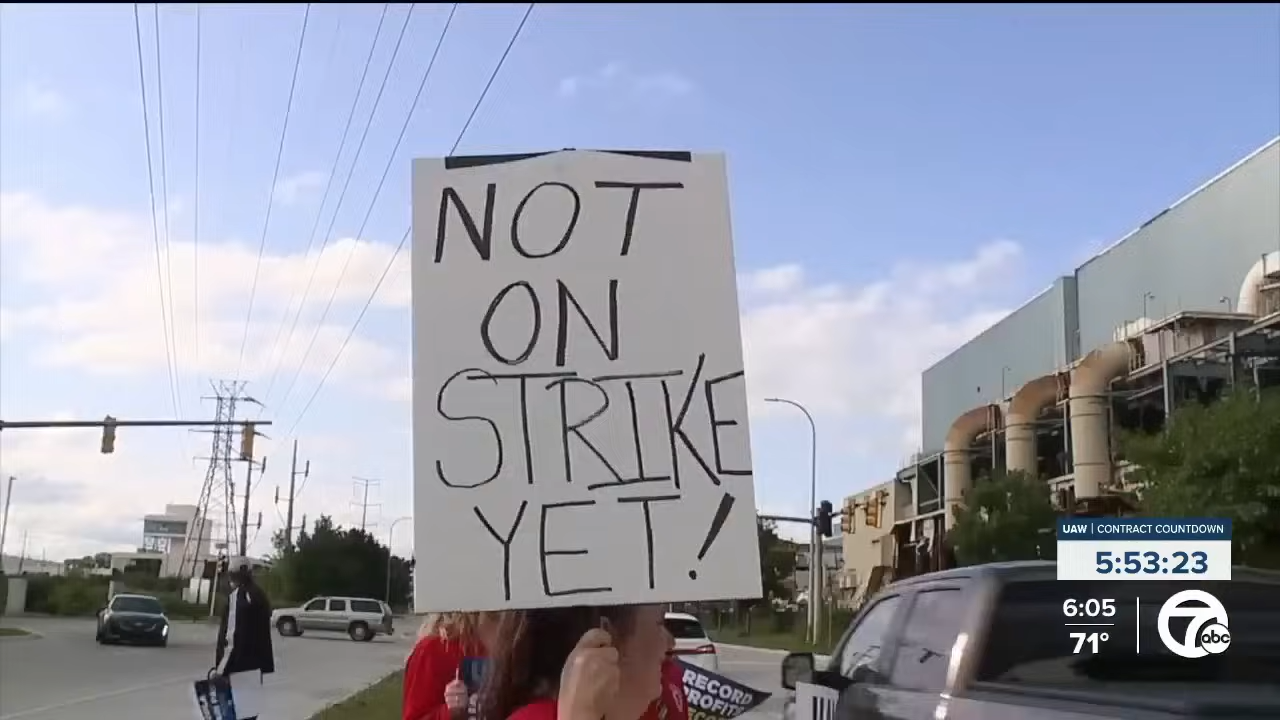 NOT
ON
STRIKE
YET!
RECORD
PROFITS
UAW | CONTRACT COUNTDOWN
5:53:23
6:05
71°
7 abc